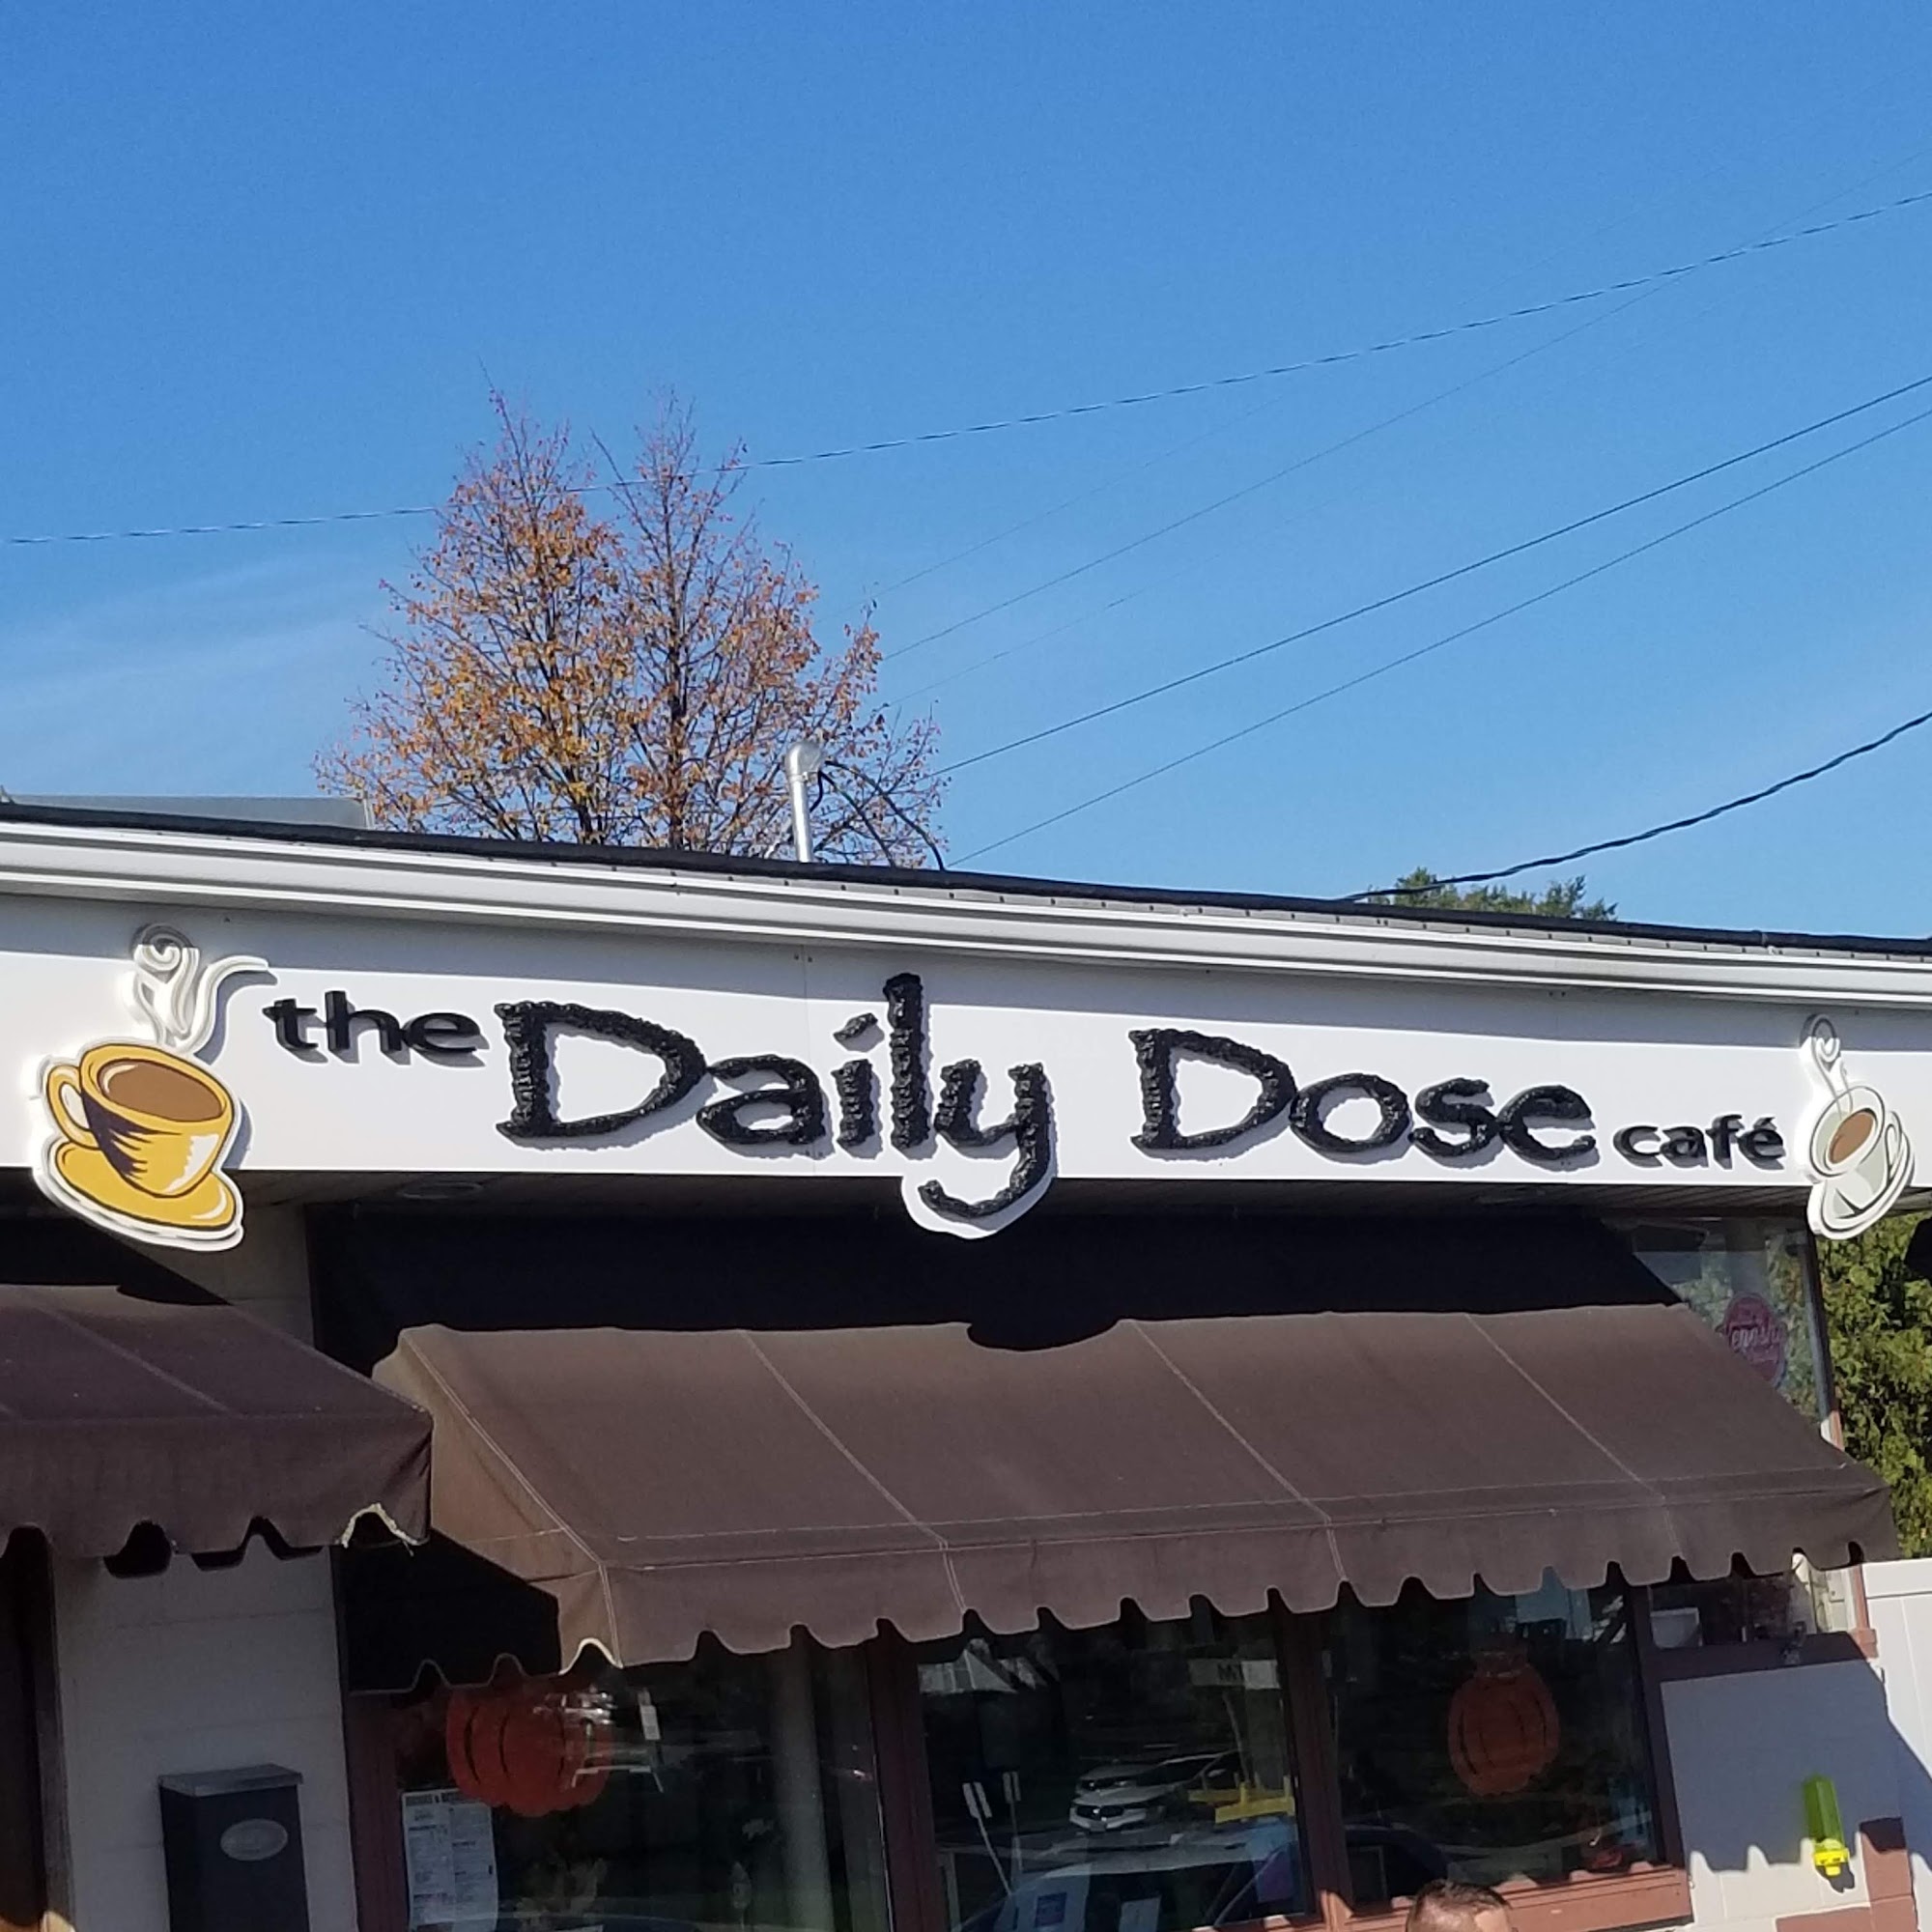 the Daily Dose café